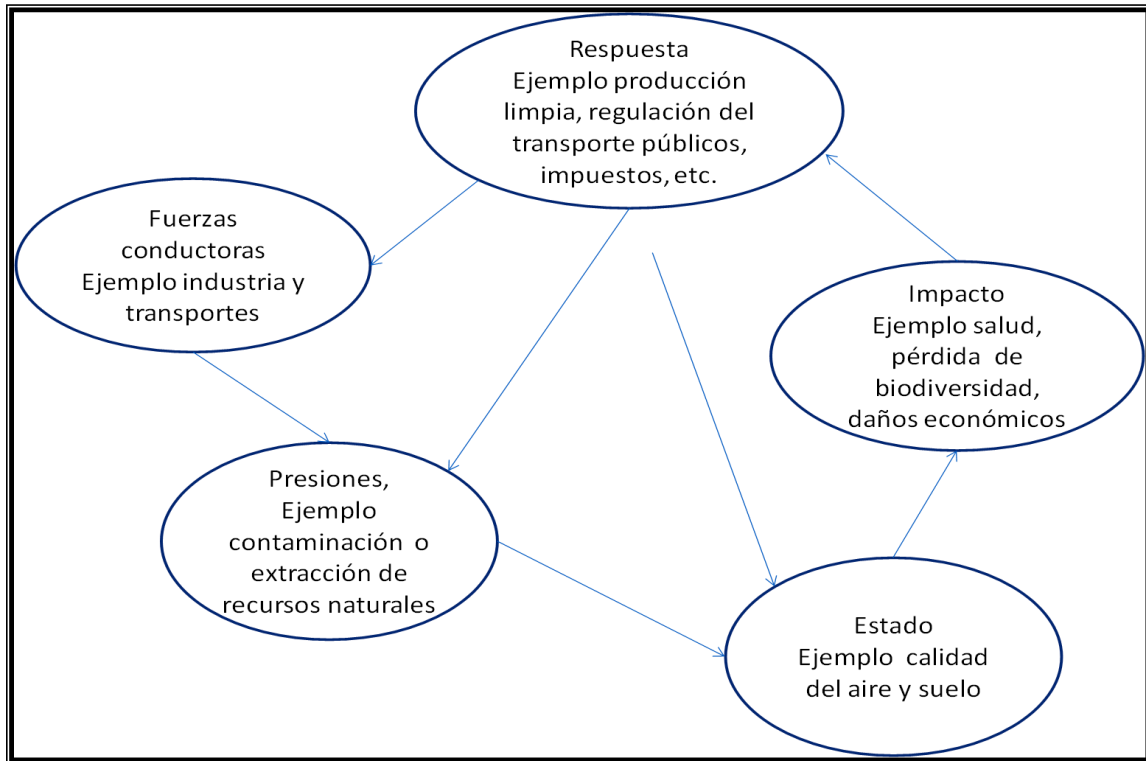 Respuesta
Ejemplo producción
limpia, regulación del
transporte públicos,
impuestos, etc.
Fuerzas
conductoras
Ejemplo industria y
transportes
Impacto
Ejemplo salud,
pérdida de
biodiversidad,
daños económicos
Presiones,
Ejemplo
contaminación o
extracción de
recursos naturales
Estado
Ejemplo calidad
del aire y suelo